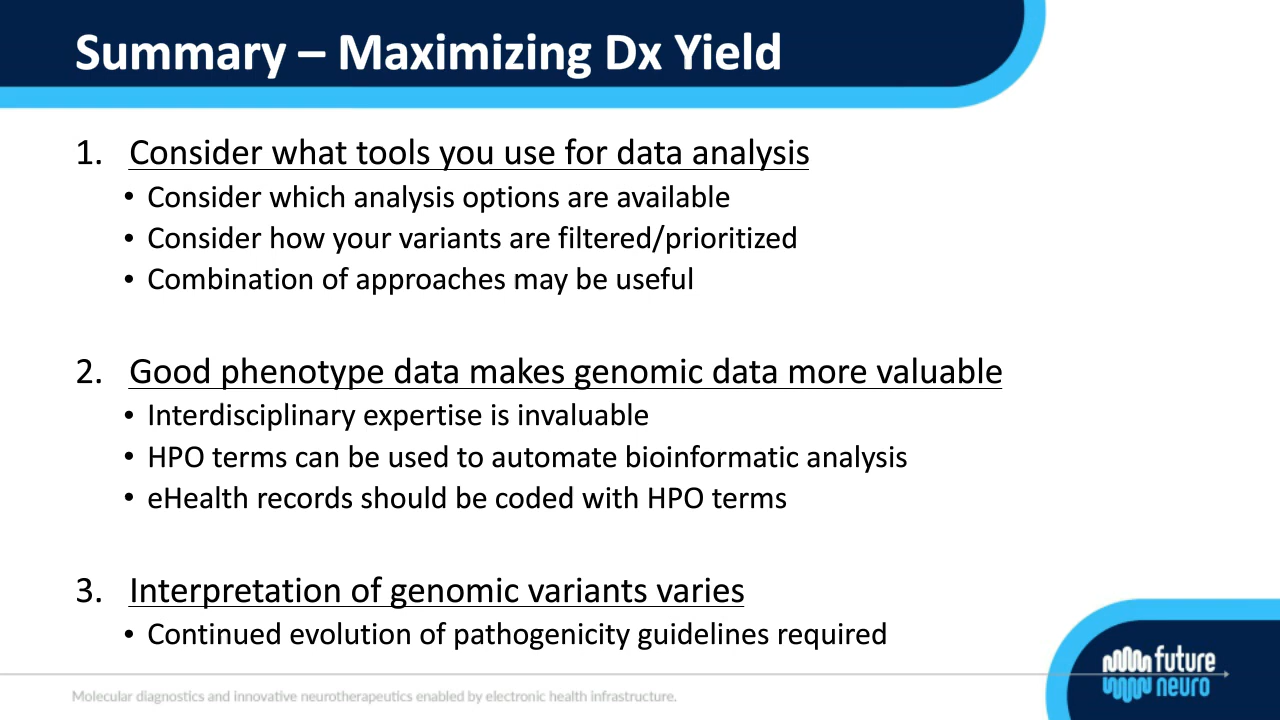 Summary – Maximizing Dx Yield
1. Consider what tools you use for data analysis
• Consider which analysis options are available
• Consider how your variants are filtered/prioritized
• Combination of approaches may be useful
2. Good phenotype data makes genomic data more valuable
• Interdisciplinary expertise is invaluable
• HPO terms can be used to automate bioinformatic analysis
• eHealth records should be coded with HPO terms
3. Interpretation of genomic variants varies
• Continued evolution of pathogenicity guidelines required
future
neuro
Molecular diagnostics and innovative neurotherapeutics enabled by electronic health infrastructure.